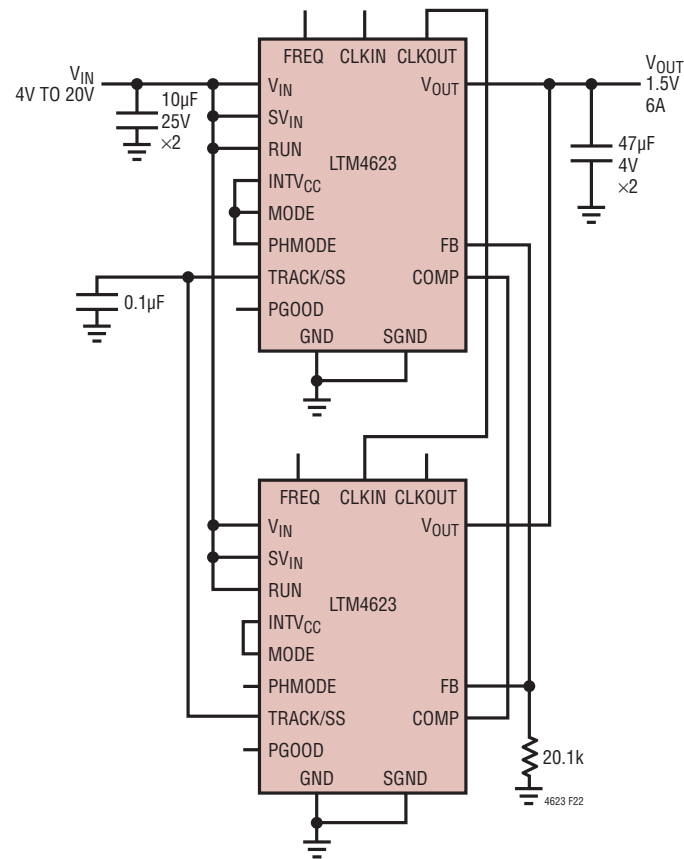 FREQ CLKIN CLKOUT
VIN
4V TO 20V
10µF
25V
×2
VIN
SVIN
RUN
INTVCC
MODE
PHMODE
TRACK/SS
PGOOD
LTM4623
VOUT
FB
COMP
GND SGND
VOUT
1.5V
6A
47µF
4V
×2
0.1µF
FREQ CLKIN CLKOUT
VIN
SVIN
RUN
INTVCC
MODE
PHMODE
TRACK/SS
PGOOD
LTM4623
VOUT
FB
COMP
GND SGND
20.1k
4623 F22